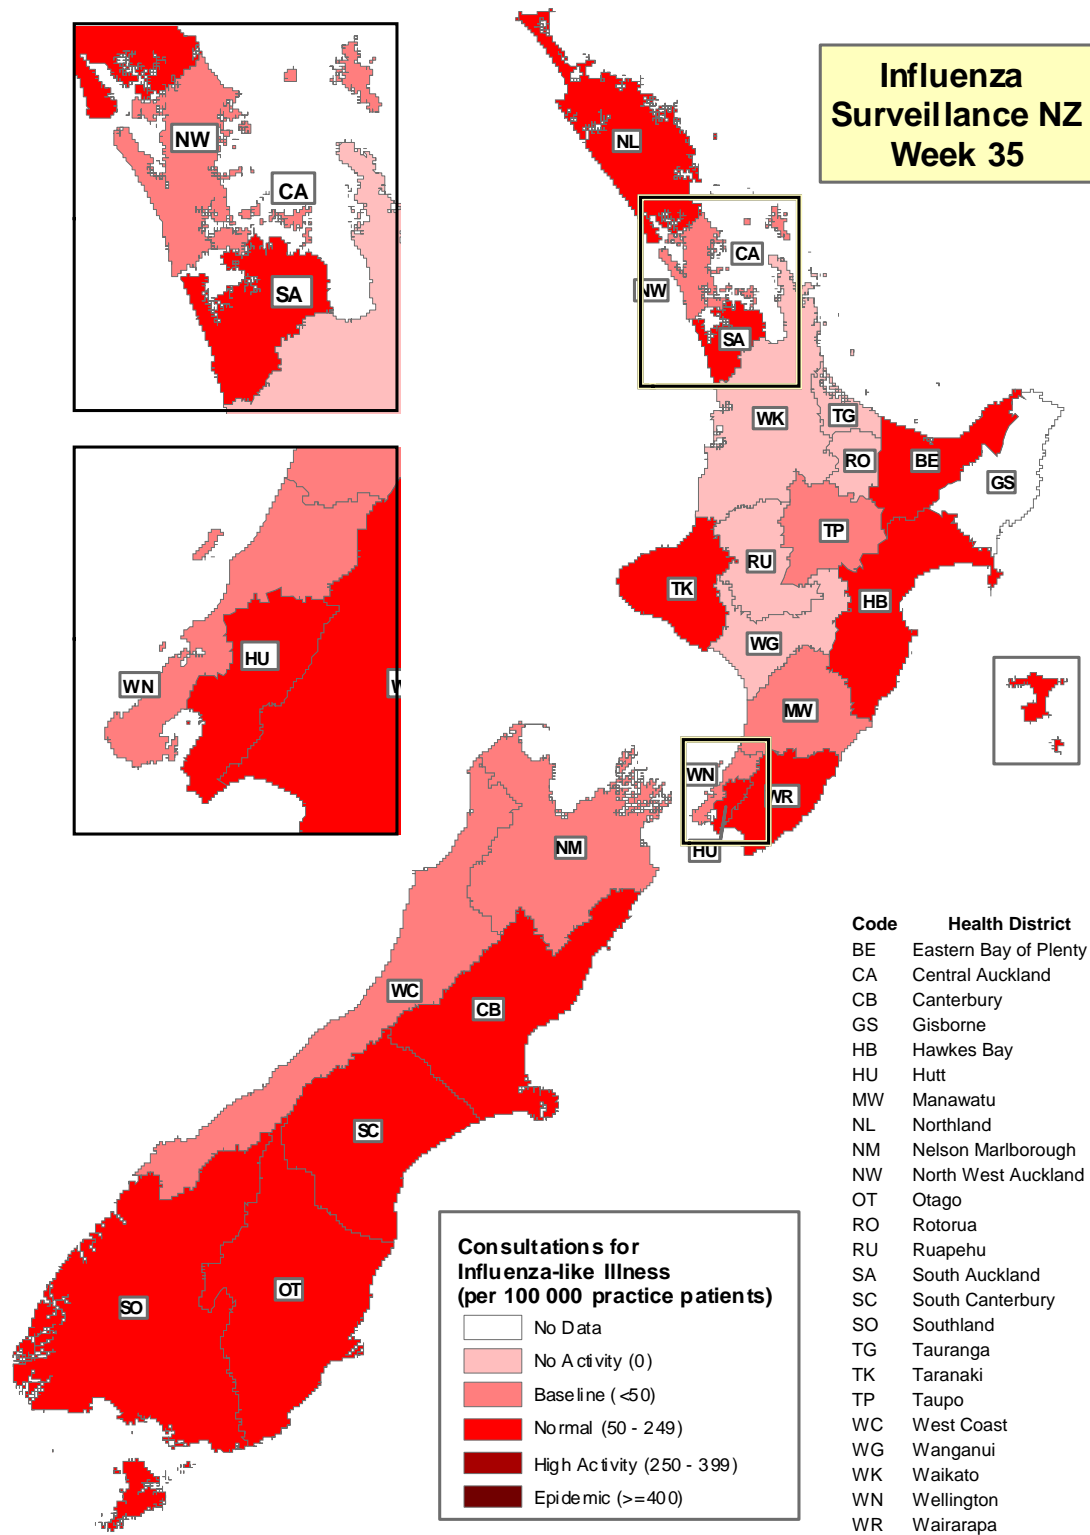 Influenza
Surveillance NZ
Week 35
NW
CA
SA
HU
WN
W
NL
CA
NW
SA
WK
TG
RO
BE
GS
TP
RU
TK
HB
WG
MW
WN
WR
HU
NM
WC
CB
SC
OT
SO
Consultations for
Influenza-like Illness
(per 100 000 practice patients)
No Data
No Activity (0)
Baseline (<50)
Normal (50 - 249)
High Activity (250 - 399)
Epidemic (>=400)
Code Health District
BE Eastern Bay of Plenty
CA Central Auckland
CB Canterbury
GS Gisborne
HB Hawkes Bay
HU Hutt
MW Manawatu
NL Northland
NM Nelson Marlborough
NW North West Auckland
OT Otago
RO Rotorua
RU Ruapehu
SA South Auckland
SC South Canterbury
SO Southland
TG Tauranga
TK Taranaki
TP Taupo
WC West Coast
WG Wanganui
WK Waikato
WN Wellington
WR Wairarapa